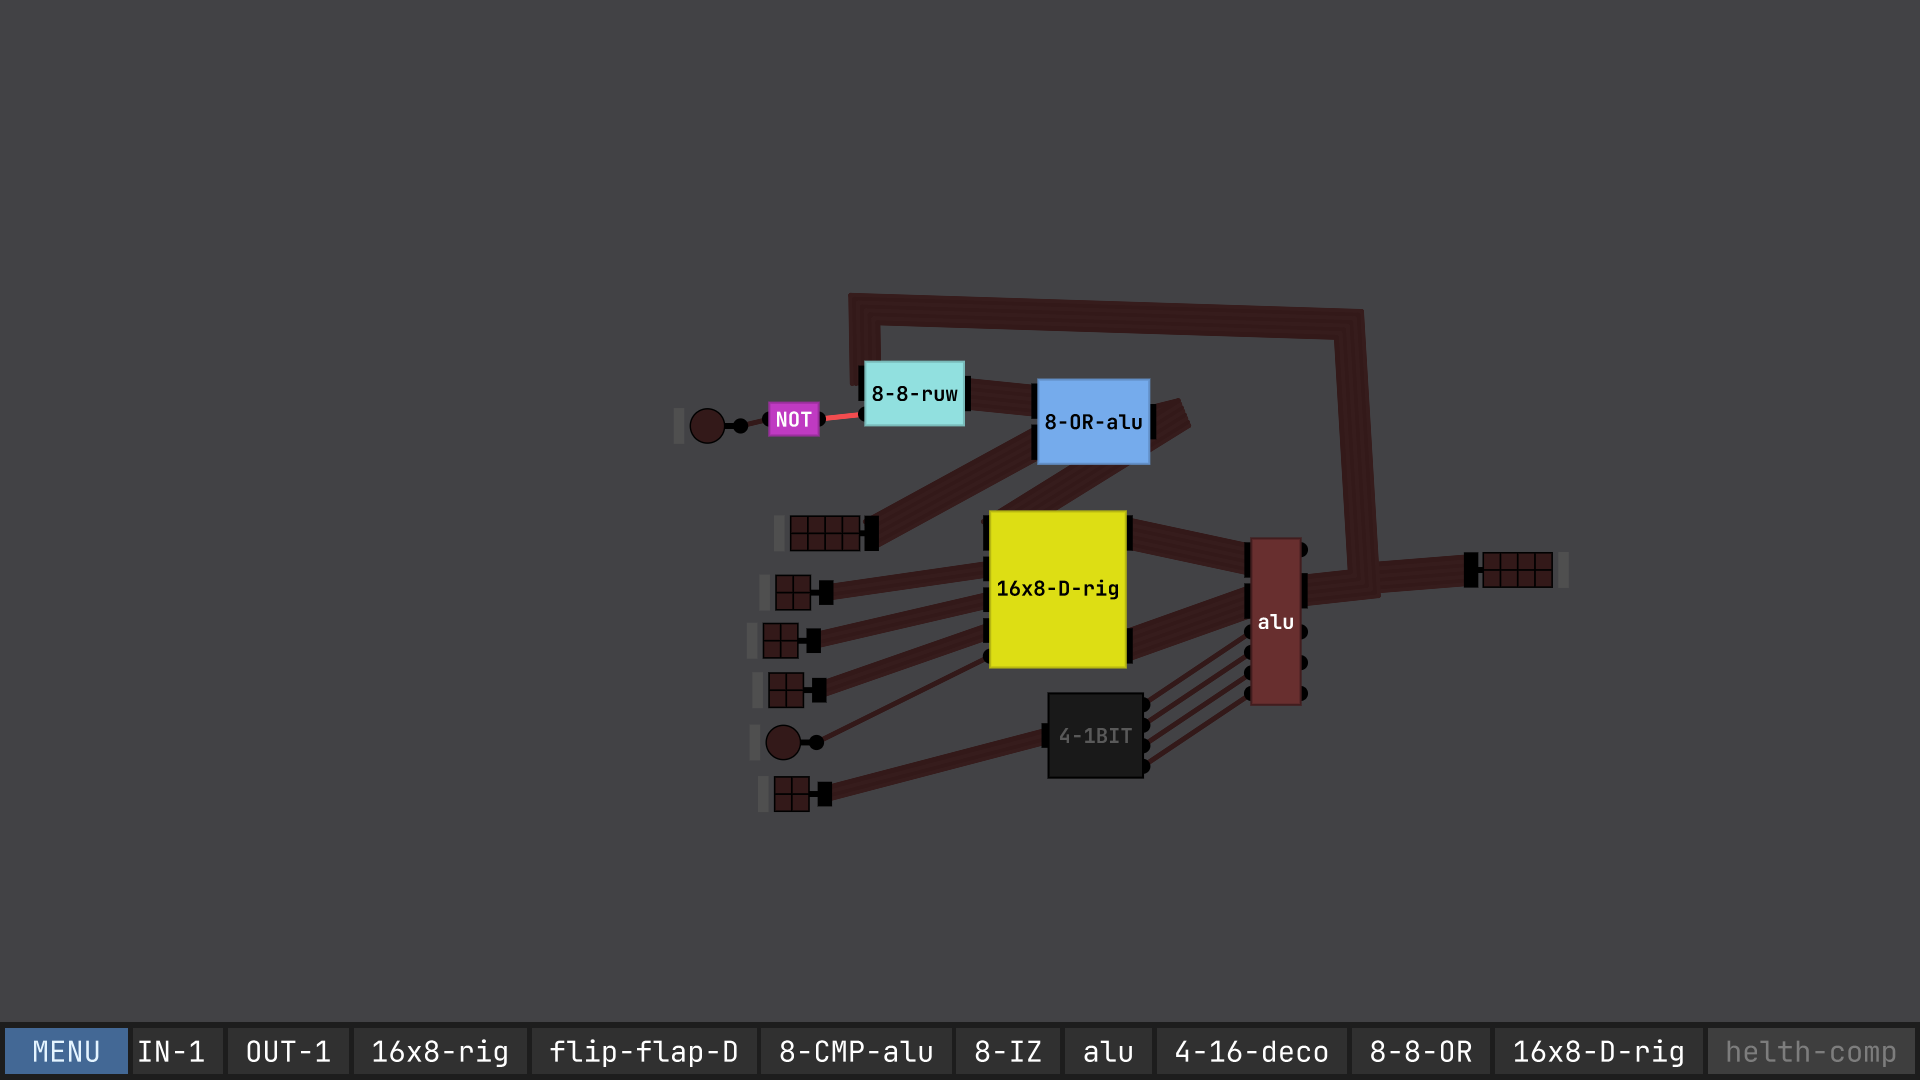 8-8-ruw
NOT
8-OR-alu
16x8-D-rig
alu
4-1BIT
MENU
IN-1
OUT-1
16x8-rig
flip-flap-D
8-CMP-alu
8-IZ
alu
4-16-deco
8-8-OR
16x8-D-rig
helth-comp